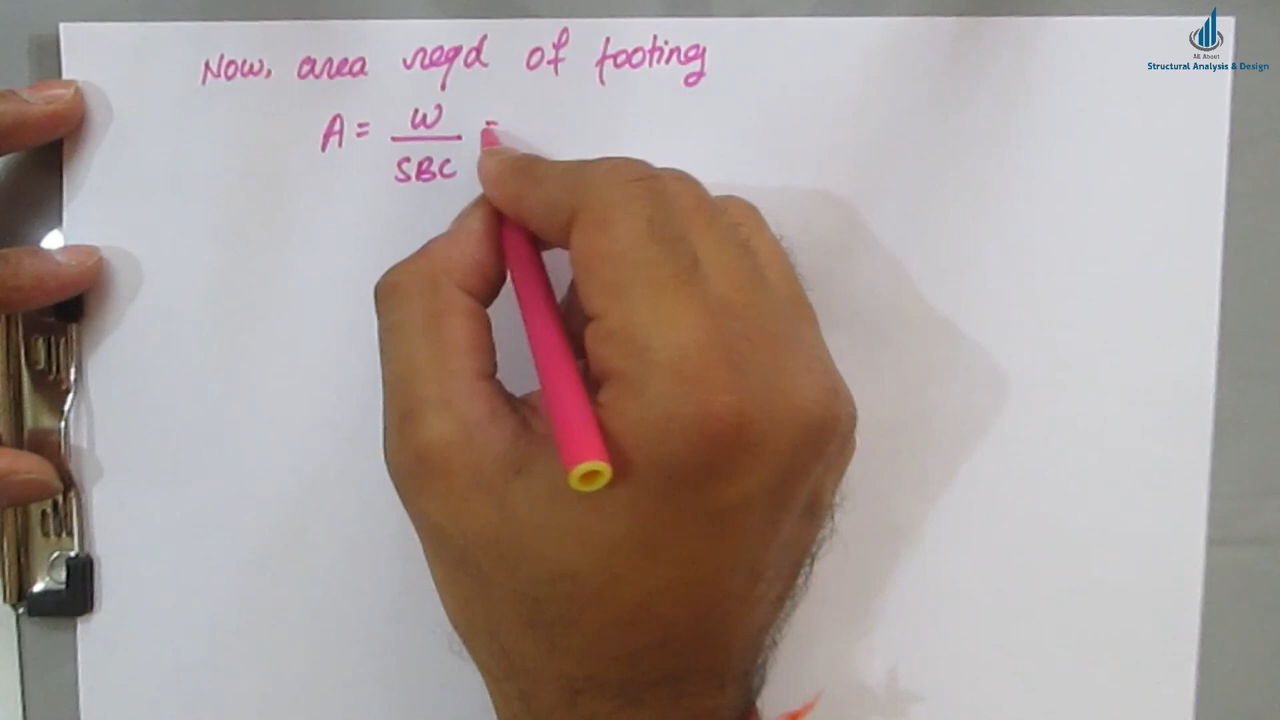 All About
Structural Analysis & Design
Now, area reqd of footing
A = W / SBC =